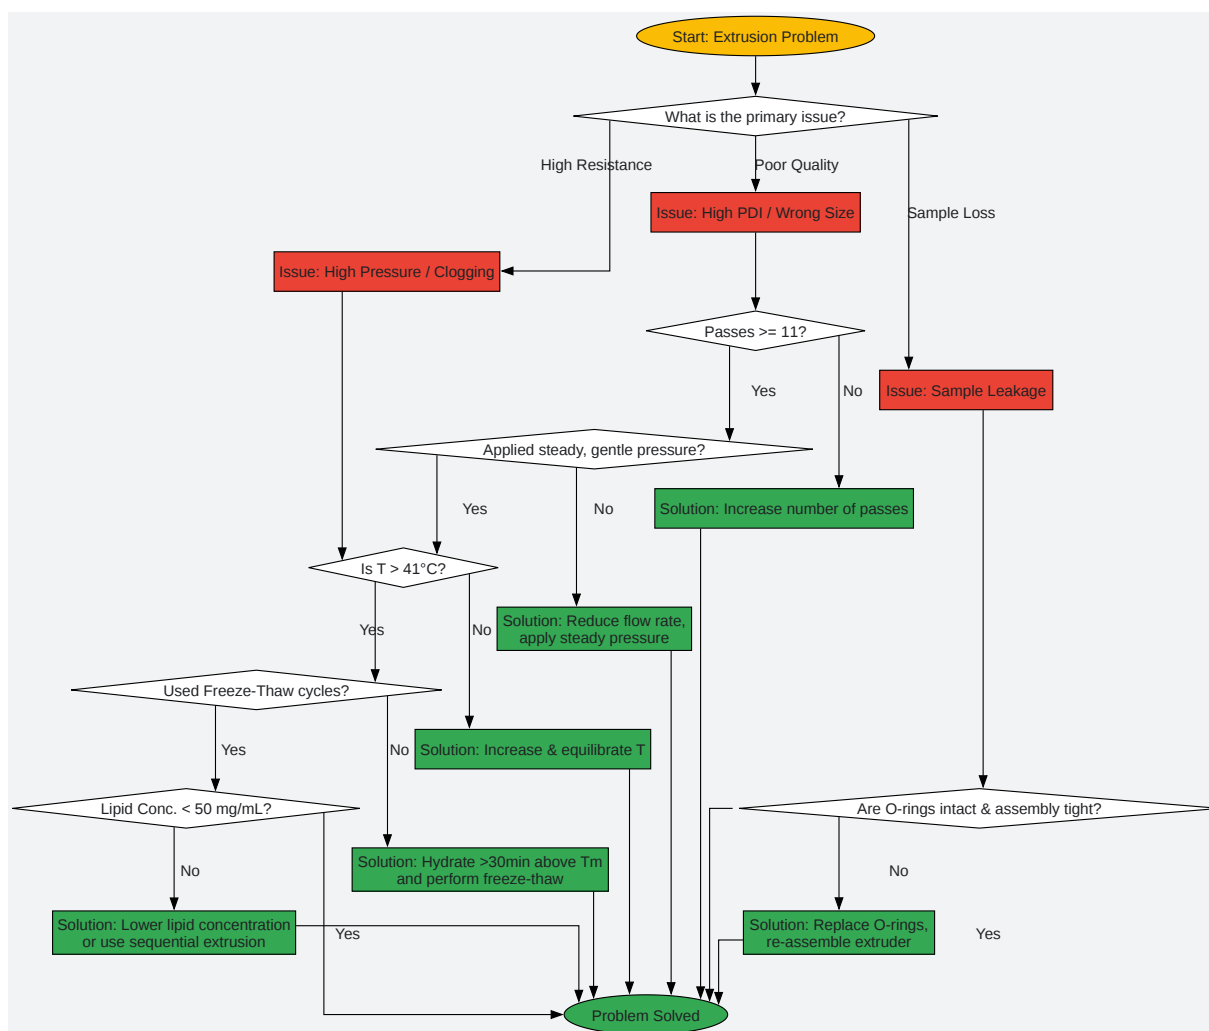 Start: Extrusion Problem
What is the primary issue?
High Resistance
Poor Quality
Issue: High PDI / Wrong Size
Sample Loss
Issue: High Pressure / Clogging
Passes >= 11?
Yes
No
Issue: Sample Leakage
Applied steady, gentle pressure?
Yes
No
Solution: Increase number of passes
Is T > 41°C?
Yes
No
Solution: Reduce flow rate,
apply steady pressure
Used Freeze-Thaw cycles?
Yes
No
Solution: Increase & equilibrate T
Lipid Conc. < 50 mg/mL?
Are O-rings intact & assembly tight?
No
Solution: Hydrate >30min above Tm
and perform freeze-thaw
No
Solution: Lower lipid concentration
or use sequential extrusion
Yes
Solution: Replace O-rings,
re-assemble extruder
Yes
Problem Solved